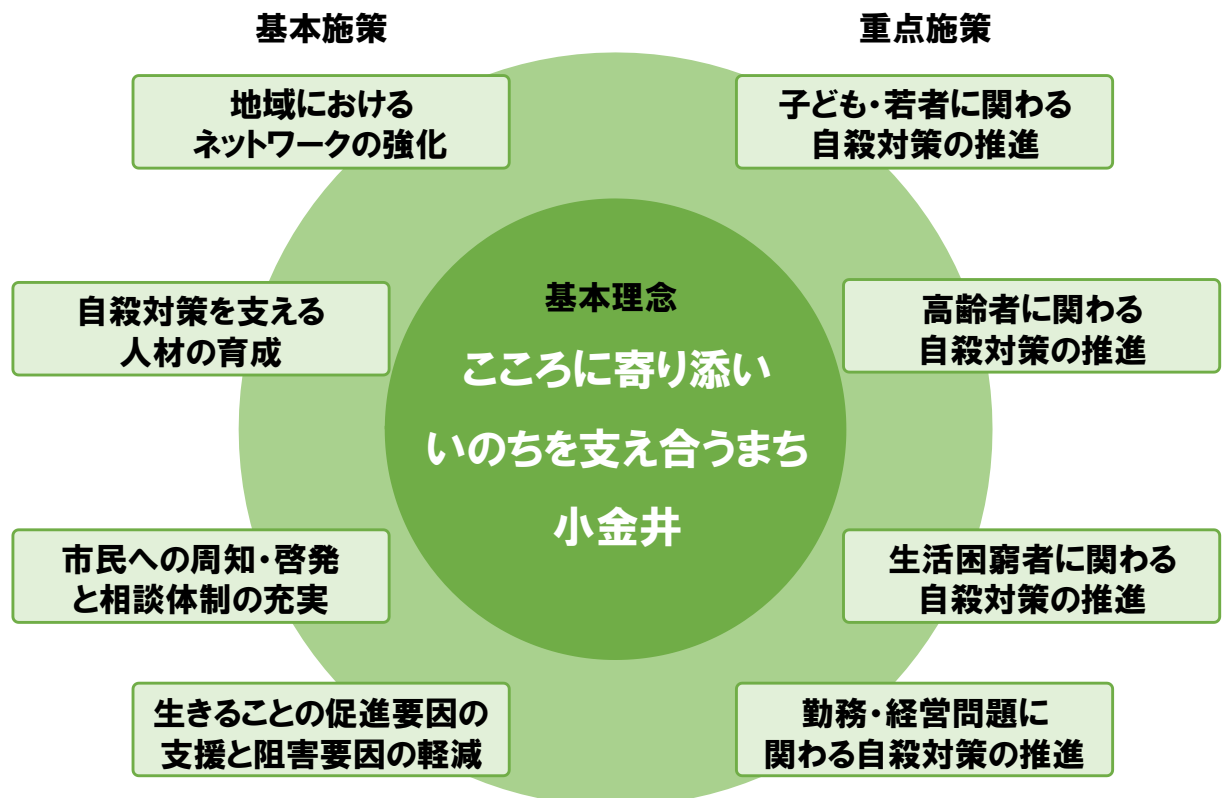 基本施策
重点施策
地域における
ネットワークの強化
子ども・若者に関わる
自殺対策の推進
自殺対策を支える
人材の育成
基本理念
こころに寄り添い
いのちを支え合うまち
小金井
高齢者に関わる
自殺対策の推進
市民への周知・啓発
と相談体制の充実
生活困窮者に関わる
自殺対策の推進
生きることの促進要因の
支援と阻害要因の軽減
勤務・経営問題に
関わる自殺対策の推進